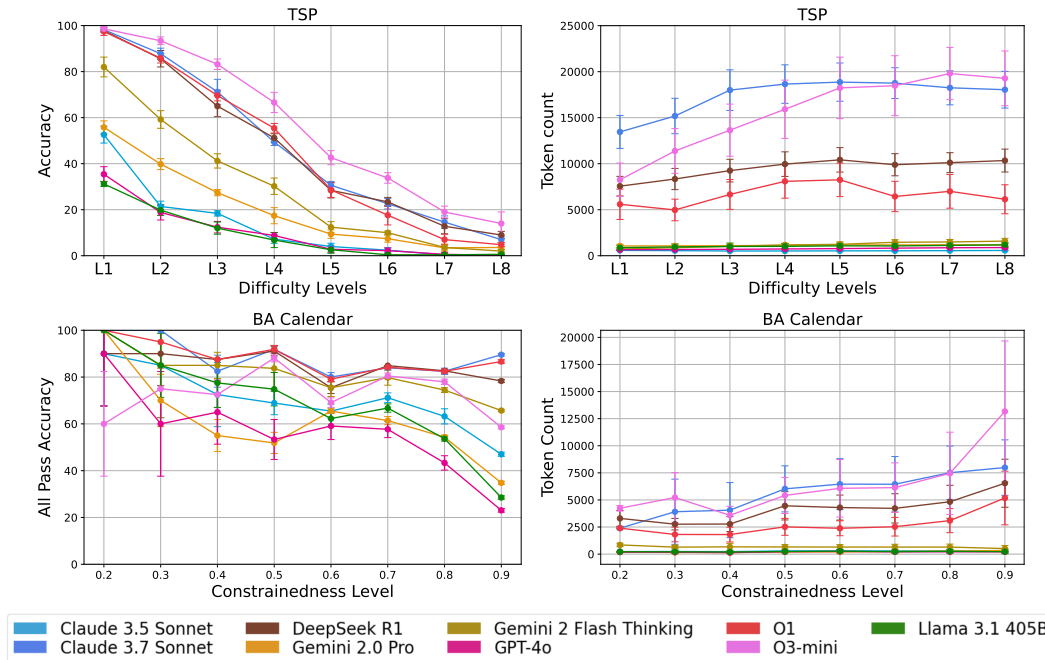 TSP
100
80
60
40
20
0
Accuracy
L1 L2 L3 L4 L5 L6 L7 L8
Difficulty Levels
TSP
25000
20000
15000
10000
5000
0
Token count
L1 L2 L3 L4 L5 L6 L7 L8
Difficulty Levels
BA Calendar
100
80
60
40
20
0
All Pass Accuracy
0.2 0.3 0.4 0.5 0.6 0.7 0.8 0.9
Constrainedness Level
BA Calendar
20000
17500
15000
12500
10000
7500
5000
2500
0
Token Count
0.2 0.3 0.4 0.5 0.6 0.7 0.8 0.9
Constrainedness Level
Claude 3.5 Sonnet DeepSeek R1 Gemini 2 Flash Thinking O1 Llama 3.1 405B
Claude 3.7 Sonnet Gemini 2.0 Pro GPT-4o O3-mini